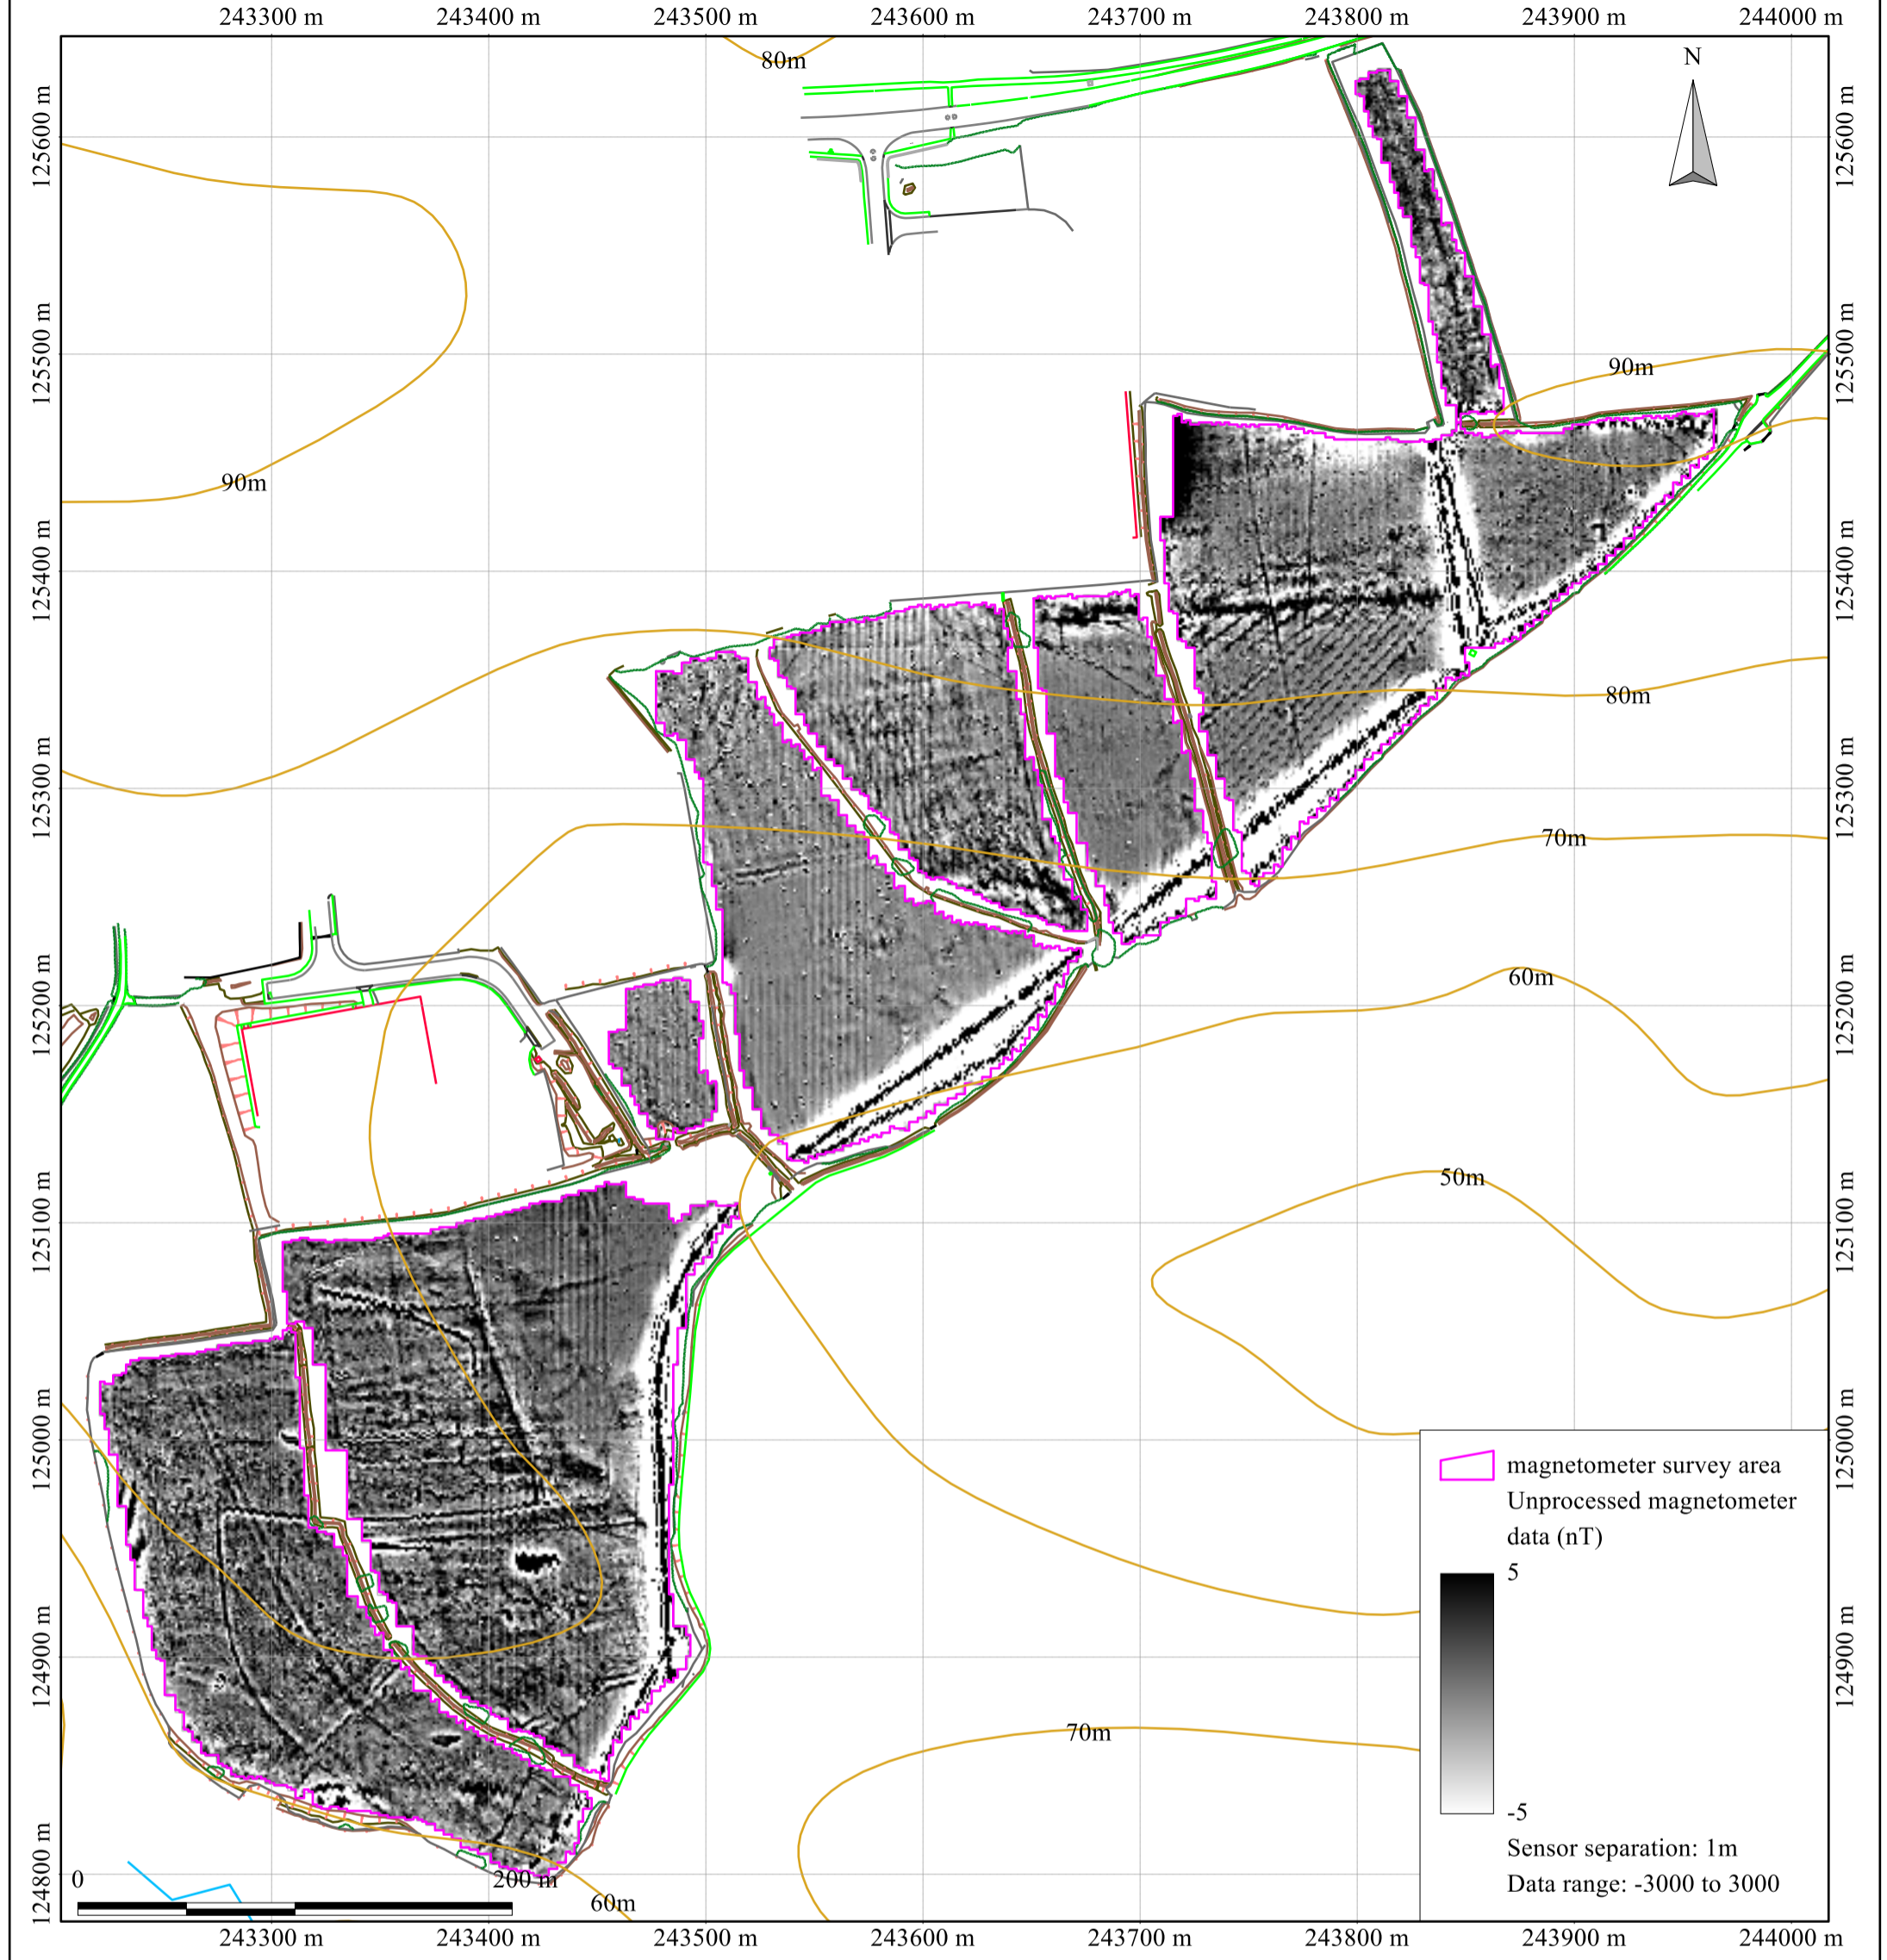 243300 m 243400 m 243500 m 243600 m 243700 m 243800 m 243900 m 244000 m
80m
N
125600 m
125600 m
125500 m
125500 m
90m
90m
125400 m
125400 m
80m
125300 m
125300 m
70m
125200 m
125200 m
60m
125100 m
125100 m
50m
125000 m
125000 m
magnetometer survey area
Unprocessed magnetometer
data (nT)
5
124900 m
124900 m
70m
-5
Sensor separation: 1m
Data range: -3000 to 3000
124800 m
124800 m
0 200 m
60m
243300 m 243400 m 243500 m 243600 m 243700 m 243800 m 243900 m 244000 m